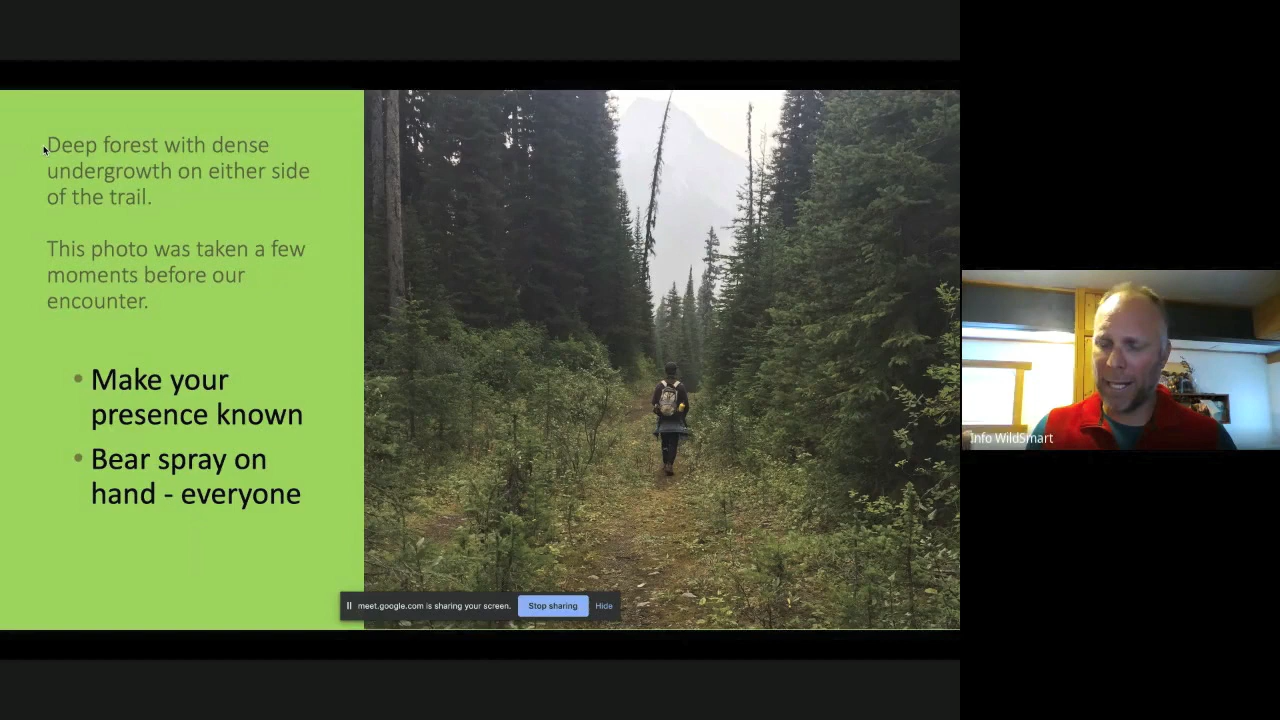 Deep forest with dense
undergrowth on either side
of the trail.
This photo was taken a few
moments before our
encounter.
• Make your
presence known
• Bear spray on
hand - everyone
meet.google.com is sharing your screen. Stop sharing Hide
Info WildSmart